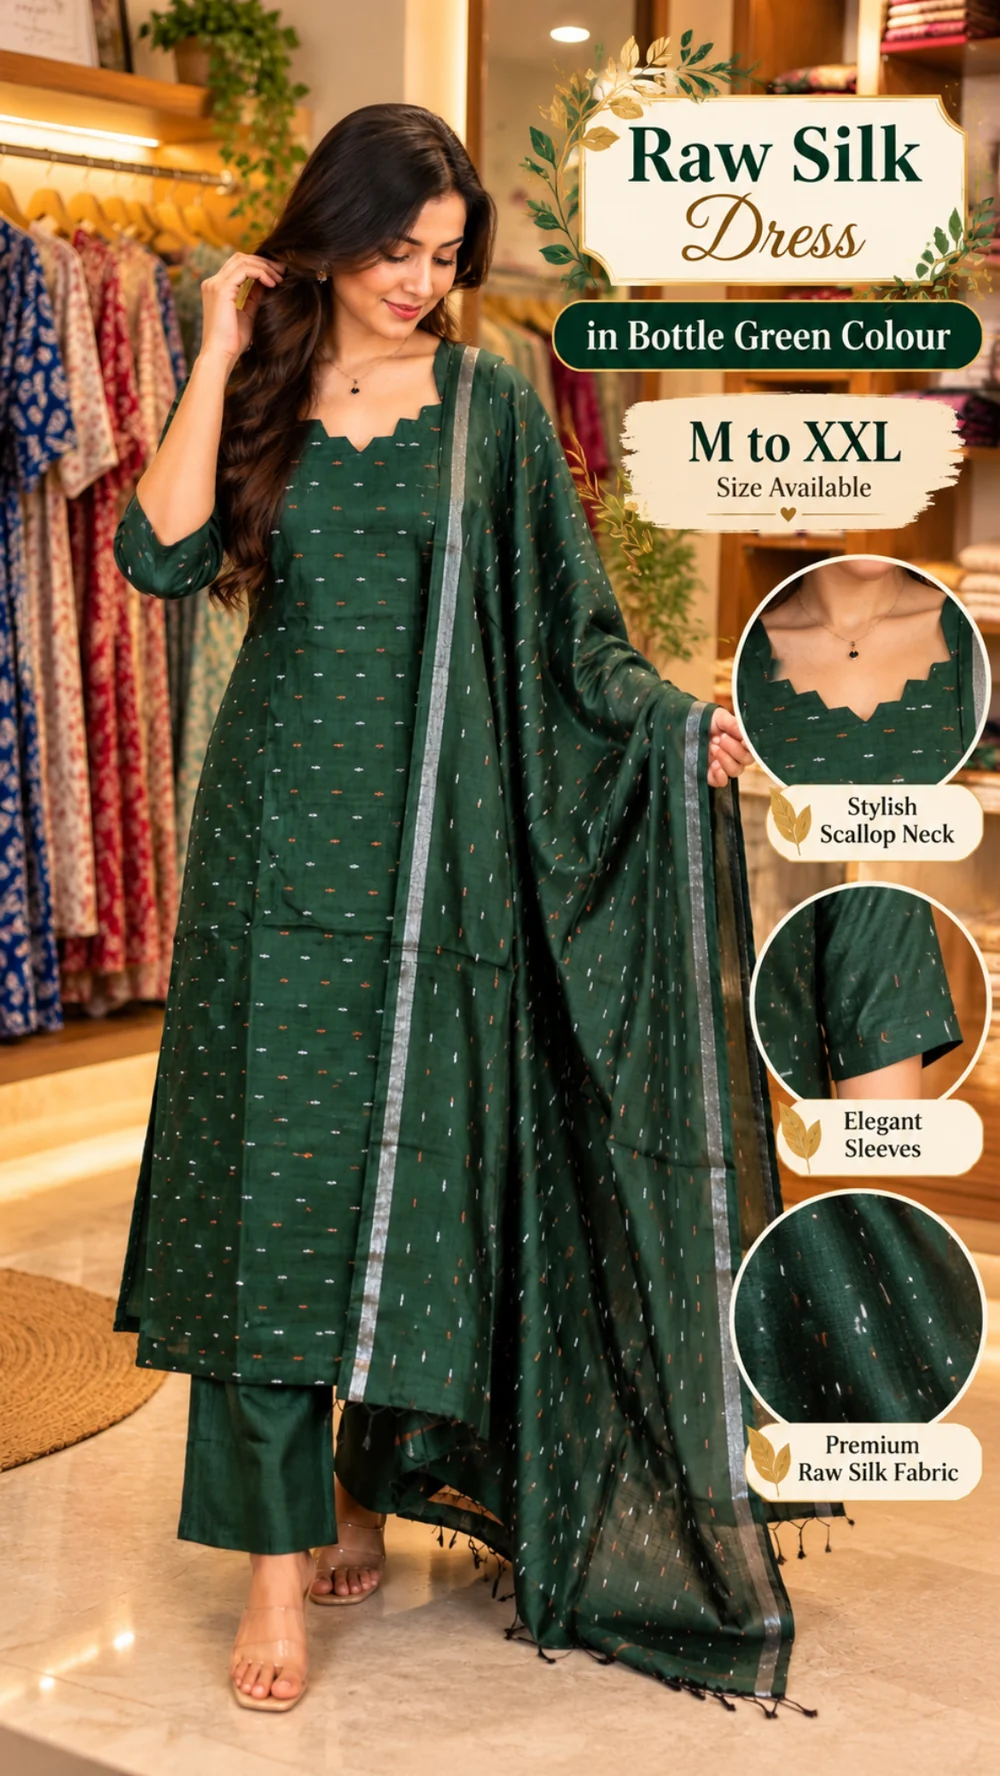 Raw Silk
Dress
in Bottle Green Colour
M to XXL
Size Available
Stylish
Scallop Neck
Elegant
Sleeves
Premium
Raw Silk Fabric